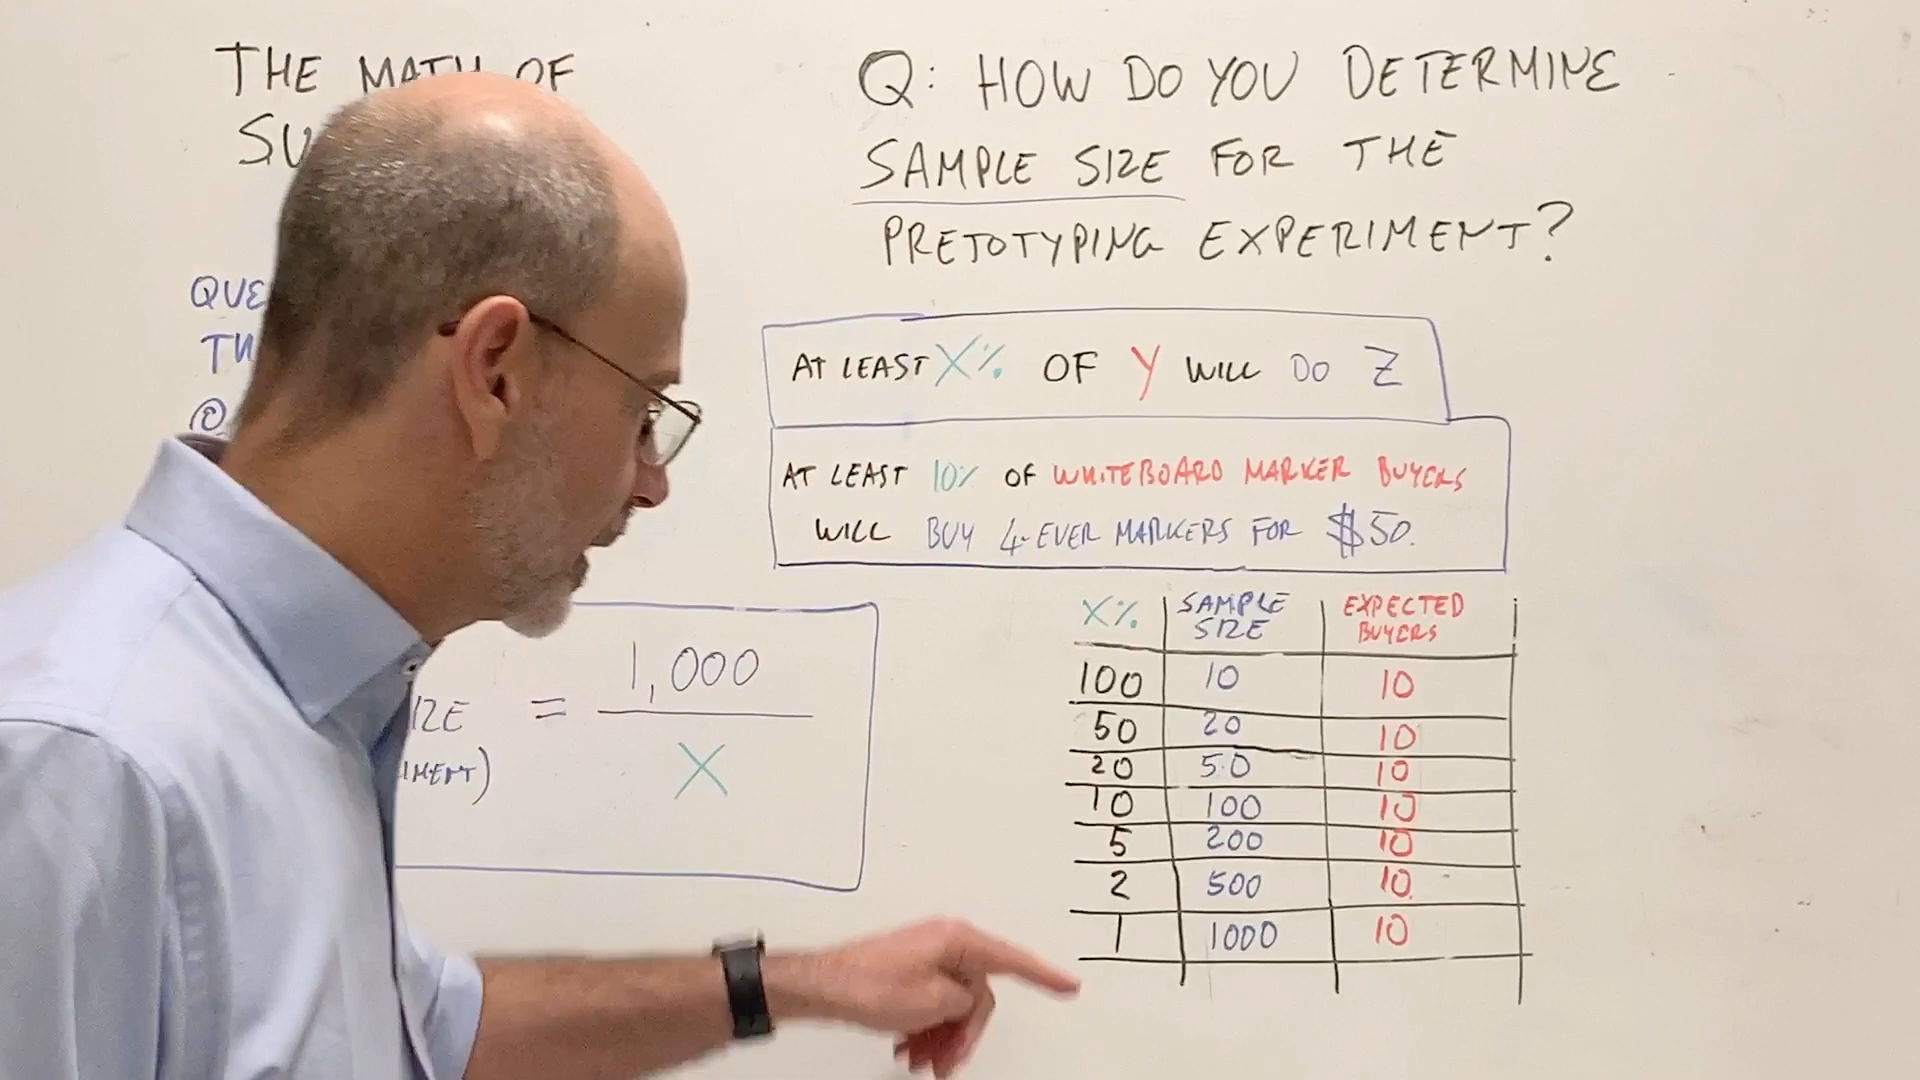 THE MATH OF
SU
QUE
TH
@
Q: HOW DO YOU DETERMINE
SAMPLE SIZE FOR THE
PRETOTYPING EXPERIMENT?
AT LEAST X% OF Y WILL DO Z
AT LEAST 10% OF WHITEBOARD MARKER BUYERS
WILL BUY 4-EVER MARKERS FOR $50.
IZE = 1,000
X
IMENT)
X% SAMPLE SIZE EXPECTED BUYERS
100 10 10
50 20 10
20 50 10
10 100 10
5 200 10
2 500 10
1 1000 10